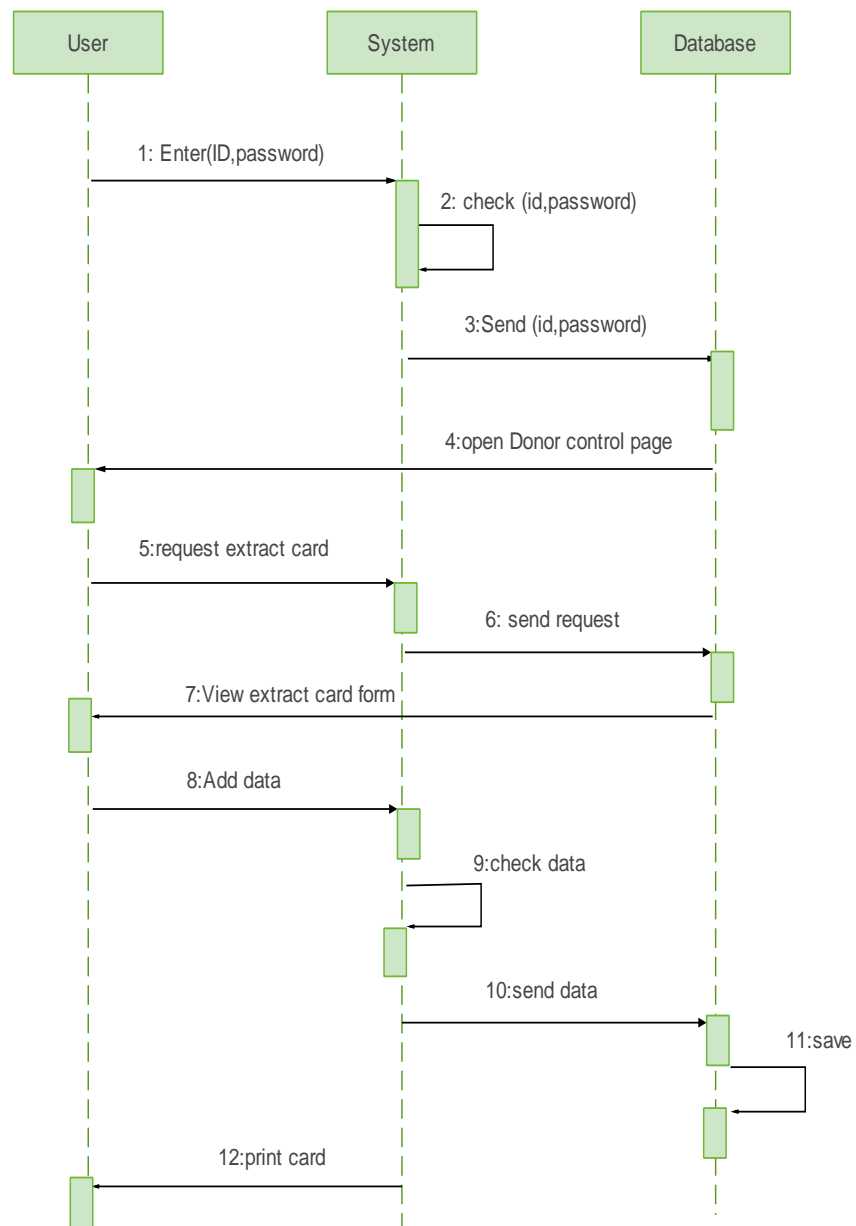 User
System
Database
1: Enter(ID,password)
2: check (id,password)
3:Send (id,password)
4:open Donor control page
5:request extract card
6: send request
7:View extract card form
8:Add data
9:check data
10:send data
11:save
12:print card